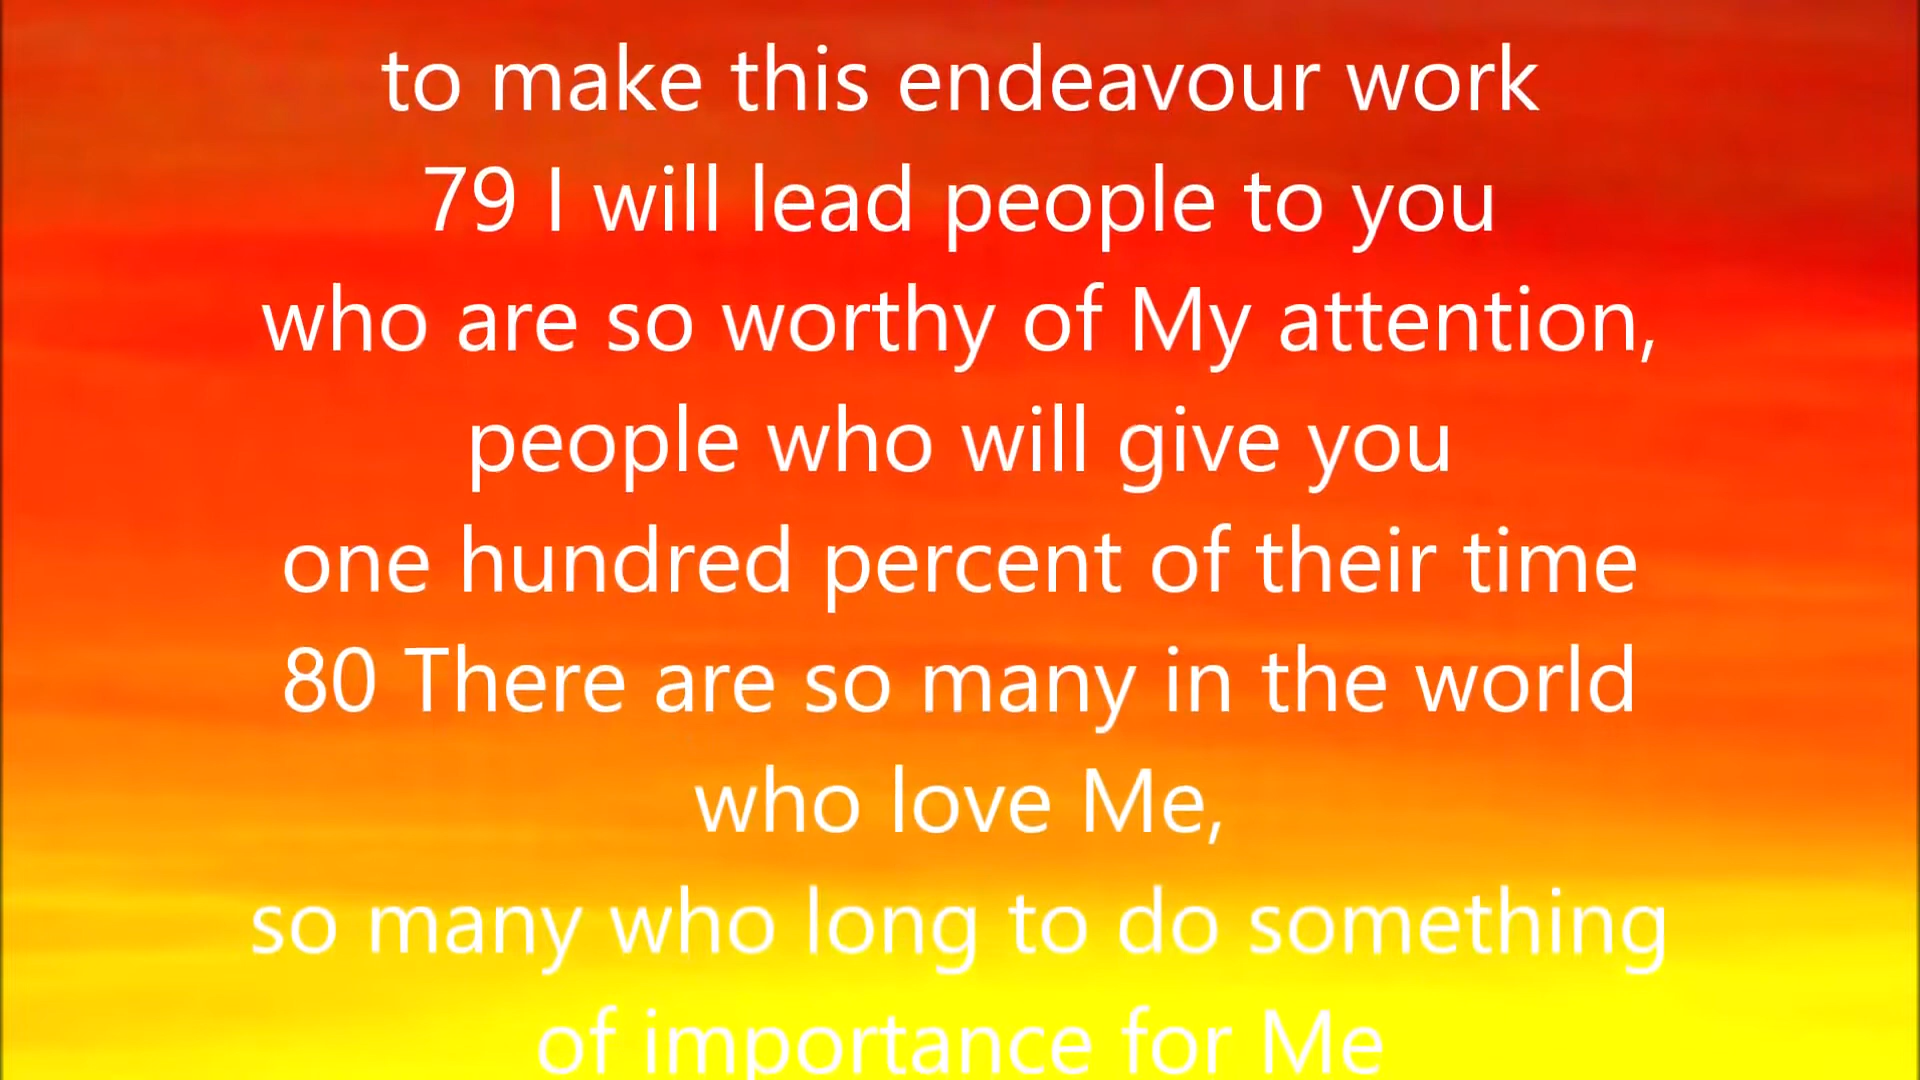 to make this endeavour work
79 I will lead people to you
who are so worthy of My attention,
people who will give you
one hundred percent of their time
80 There are so many in the world
who love Me,
so many who long to do something
of importance for Me